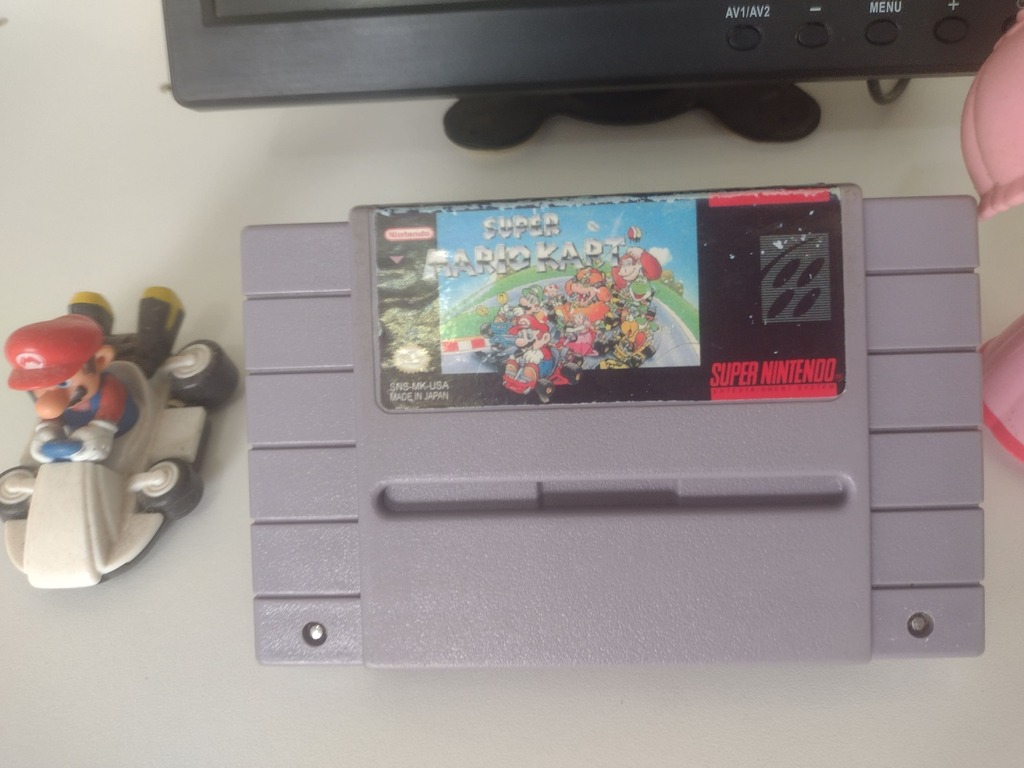 AV1/AV2
−
MENU
+
Nintendo
SUPER
MARIO KART
SNS-MK-USA
MADE IN JAPAN
SUPER NINTENDO
M